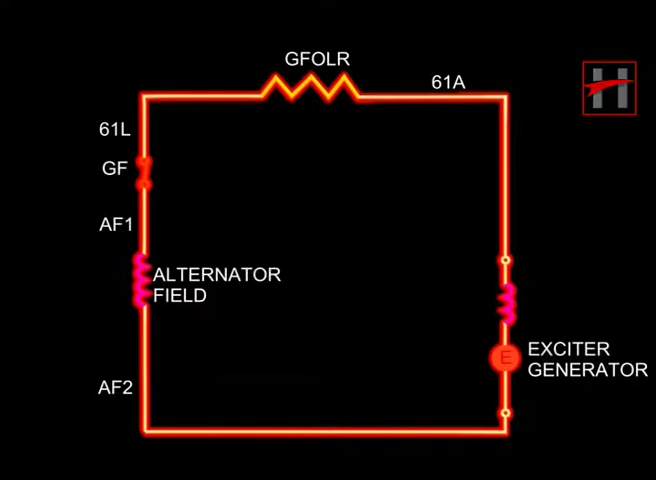 GFOLR
61A
61L
GF
AF1
ALTERNATOR
FIELD
EXCITER
GENERATOR
E
AF2
H